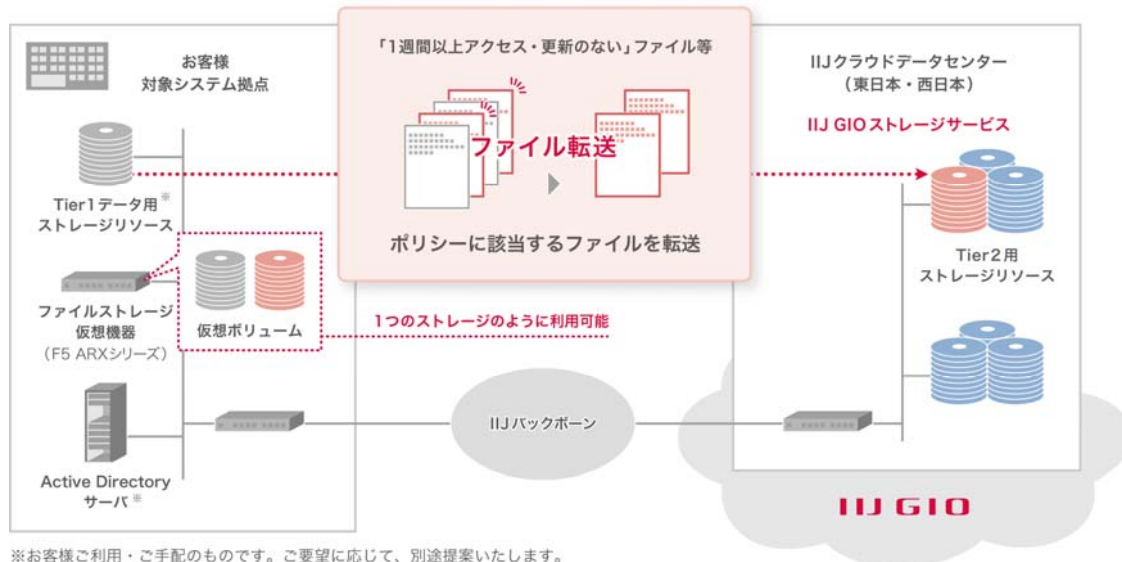 「1週間以上アクセス・更新のない」ファイル等
ファイル転送
ポリシーに該当するファイルを転送
お客様
対象システム拠点
Tier1データ用※
ストレージリソース
ファイルストレージ
仮想機器
(F5 ARXシリーズ)
仮想ボリューム
1つのストレージのように利用可能
Active Directory
サーバ※
IIJバックボーン
IIJクラウドデータセンター
(東日本・西日本)
IIJ GIOストレージサービス
Tier2用
ストレージリソース
IIJ GIO
※お客様ご利用・ご手配のものです。ご要望に応じて、別途提案いたします。